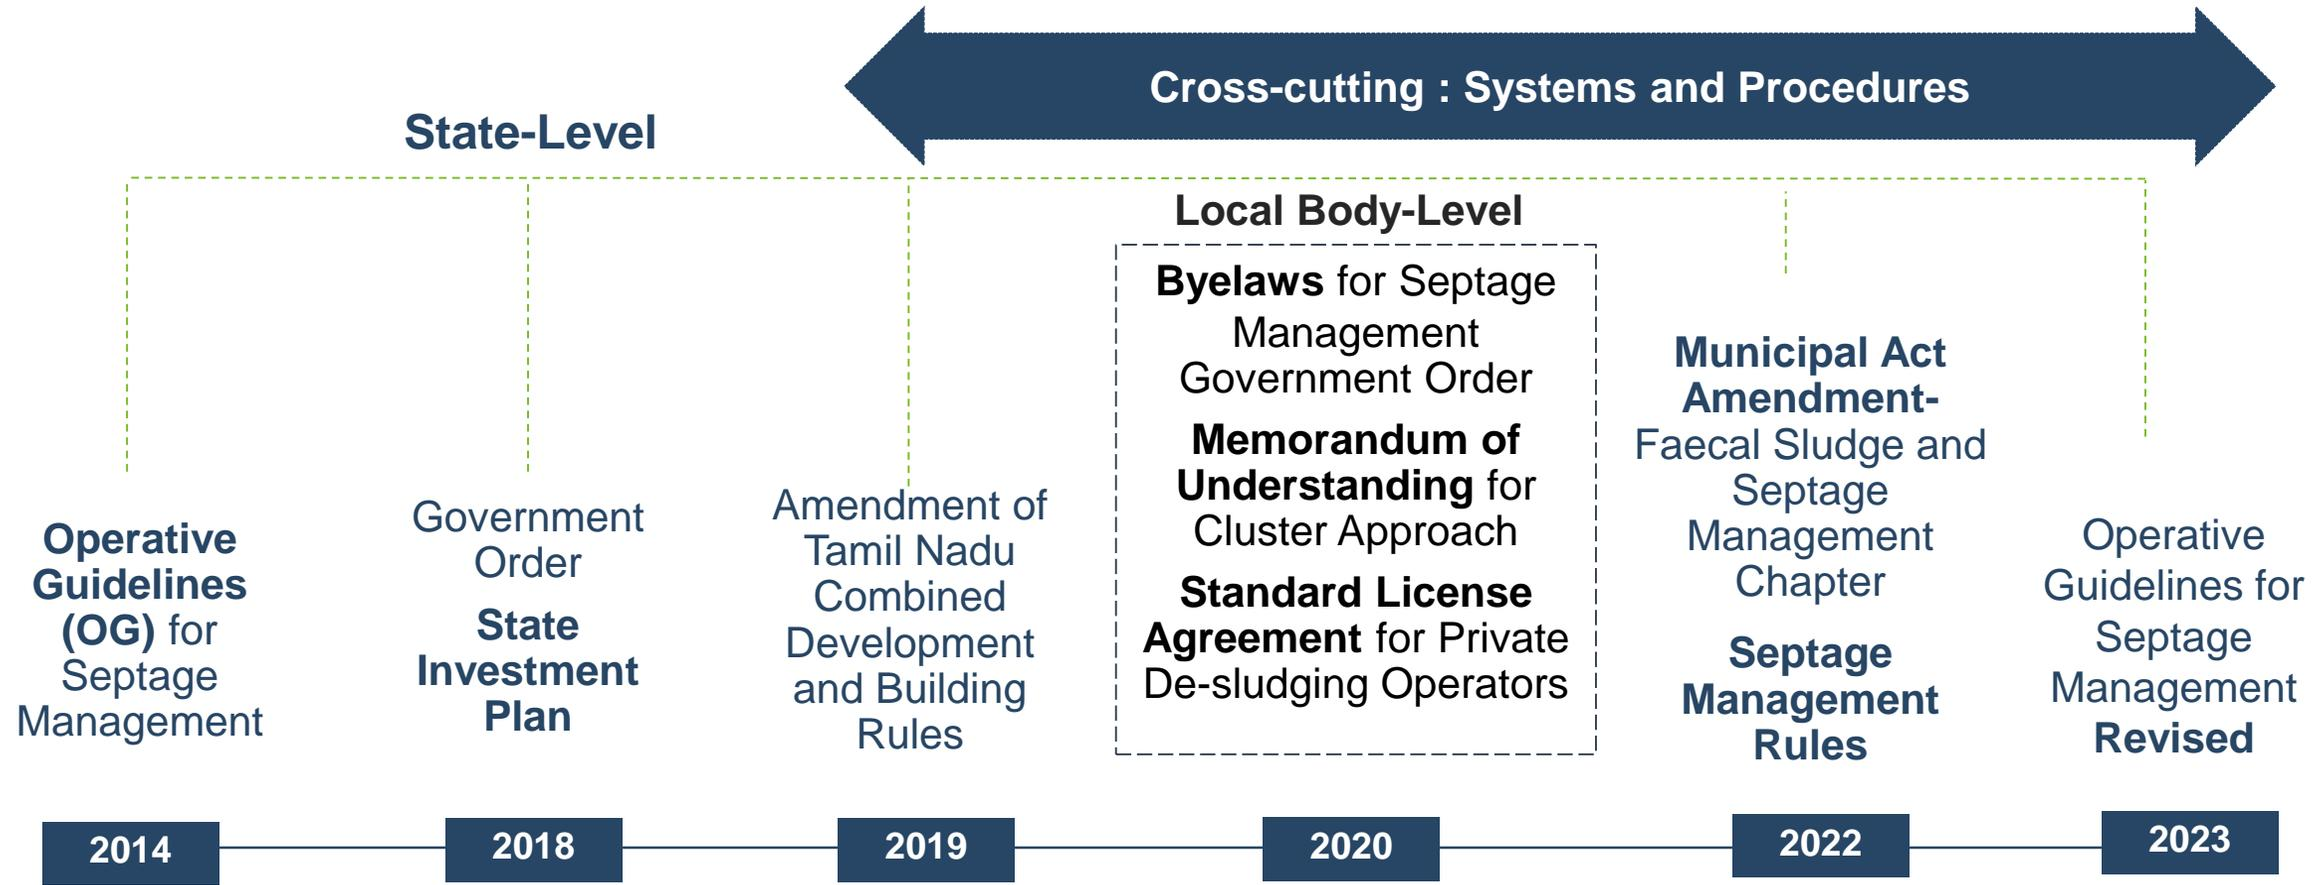 Cross-cutting : Systems and Procedures
State-Level
Local Body-Level
Operative
Guidelines
(OG) for
Septage
Management
Government
Order
State
Investment
Plan
Amendment of
Tamil Nadu
Combined
Development
and Building
Rules
Byelaws for Septage
Management
Government Order
Memorandum of
Understanding for
Cluster Approach
Standard License
Agreement for Private
De-sludging Operators
Municipal Act
Amendment-
Faecal Sludge and
Septage
Management
Chapter
Septage
Management
Rules
Operative
Guidelines for
Septage
Management
Revised
2014
2018
2019
2020
2022
2023